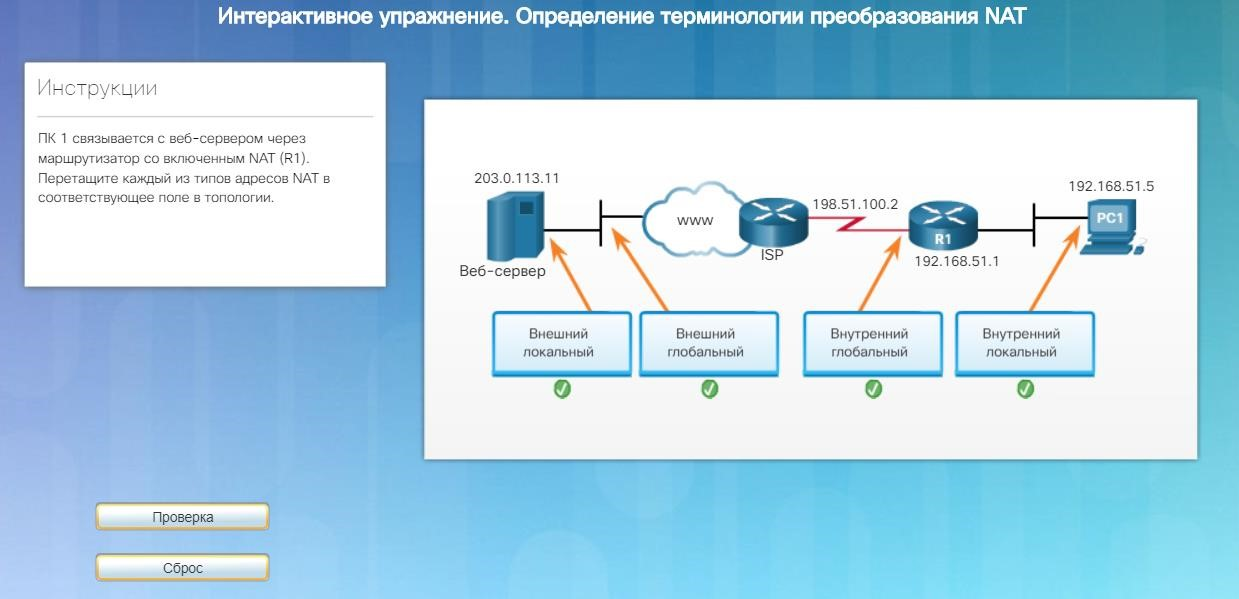 Интерактивное упражнение. Определение терминологии преобразования NAT
Инструкции
ПК 1 связывается с веб-сервером через
маршрутизатор со включенным NAT (R1).
Перетащите каждый из типов адресов NAT в
соответствующее поле в топологии.
203.0.113.11
Веб-сервер
www
ISP
198.51.100.2
R1
192.168.51.1
192.168.51.5
PC1
Внешний
локальный
Внешний
глобальный
Внутренний
глобальный
Внутренний
локальный
Проверка
Сброс